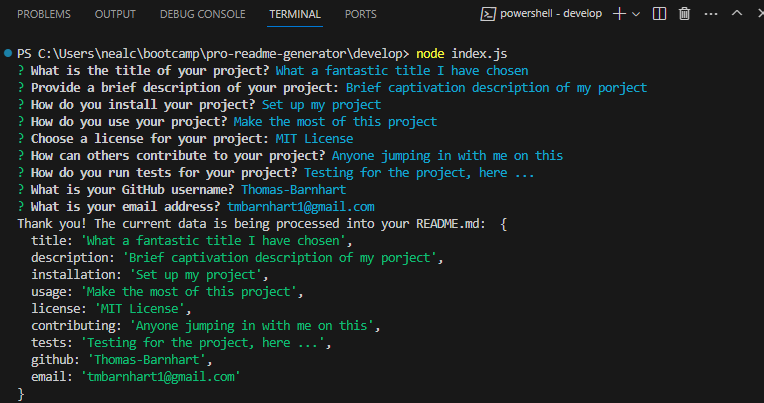 PROBLEMS OUTPUT DEBUG CONSOLE TERMINAL PORTS powershell - develop
PS C:\Users\nealc\bootcamp\pro-readme-generator\develop> node index.js
? What is the title of your project? What a fantastic title I have chosen
? Provide a brief description of your project: Brief captivation description of my porject
? How do you install your project? Set up my project
? How do you use your project? Make the most of this project
? Choose a license for your project: MIT License
? How can others contribute to your project? Anyone jumping in with me on this
? How do you run tests for your project? Testing for the project, here ...
? What is your GitHub username? Thomas-Barnhart
? What is your email address? tmbarnhart1@gmail.com
Thank you! The current data is being processed into your README.md:  {
  title: 'What a fantastic title I have chosen',
  description: 'Brief captivation description of my porject',
  installation: 'Set up my project',
  usage: 'Make the most of this project',
  license: 'MIT License',
  contributing: 'Anyone jumping in with me on this',
  tests: 'Testing for the project, here ...',
  github: 'Thomas-Barnhart',
  email: 'tmbarnhart1@gmail.com'
}